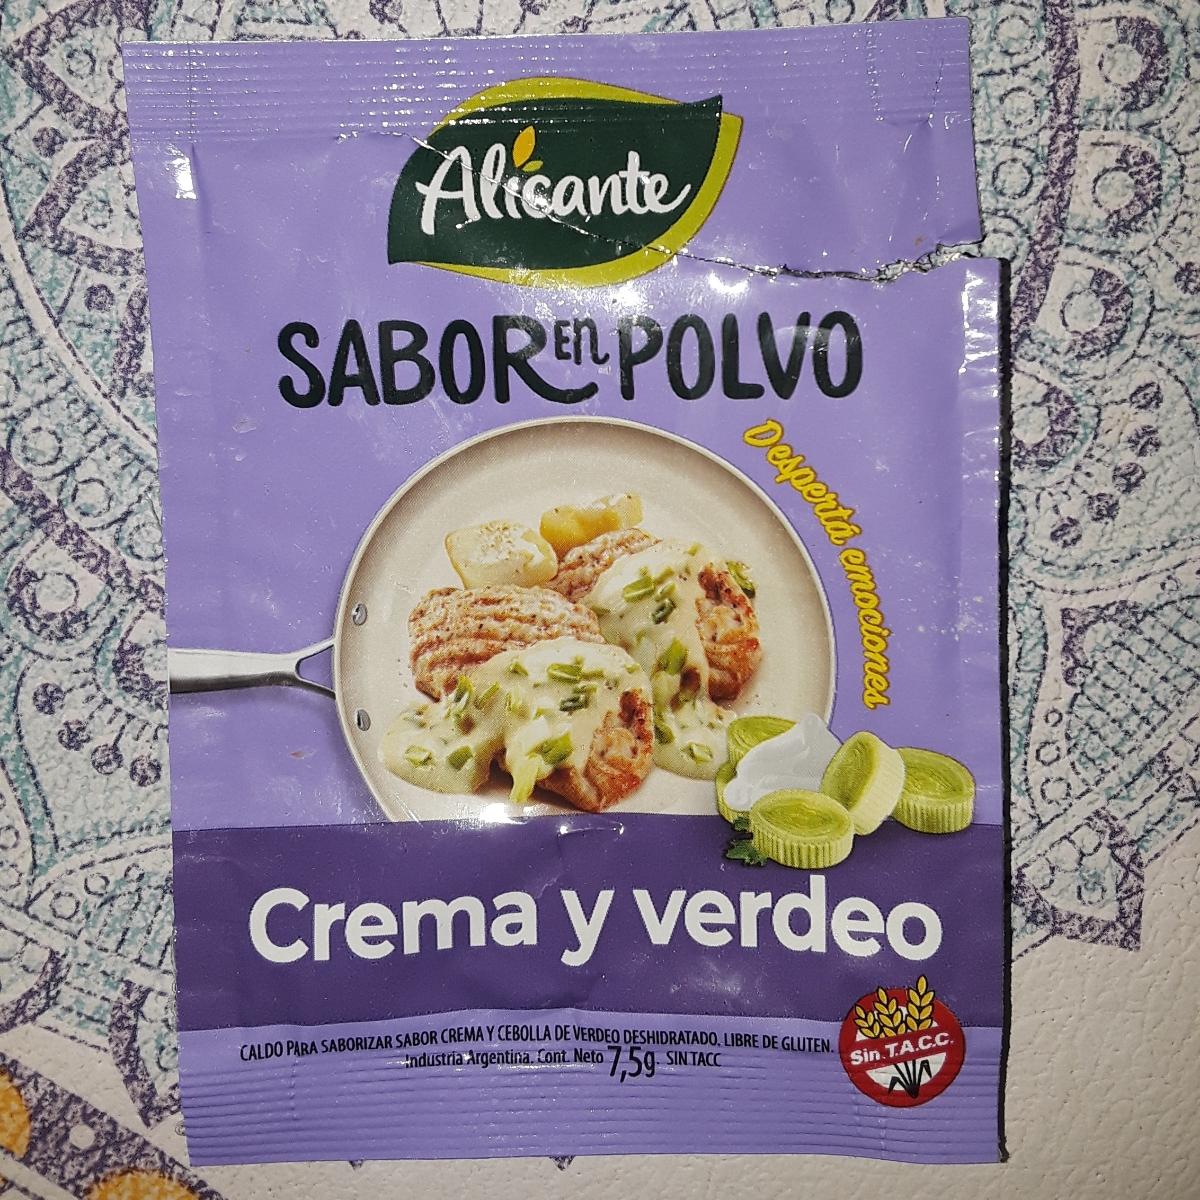 Alicante
SABOR en POLVO
Despertá emociones
Crema y verdeo
CALDO PARA SABORIZAR SABOR CREMA Y CEBOLLA DE VERDEO DESHIDRATADO. LIBRE DE GLUTEN.
Industria Argentina. Cont. Neto 7,5g SIN TACC
Sin T.A.C.C.